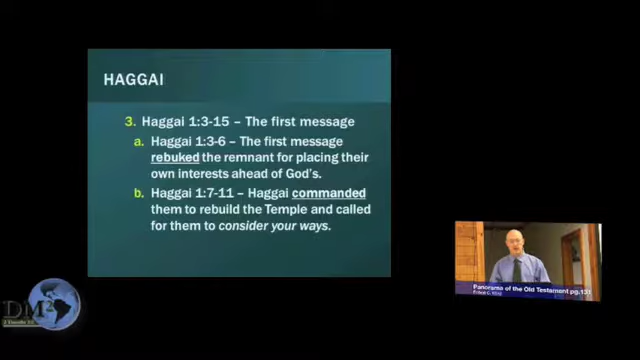 HAGGAI
3. Haggai 1:3-15 – The first message
a. Haggai 1:3-6 – The first message
rebuked the remnant for placing their
own interests ahead of God's.
b. Haggai 1:7-11 – Haggai commanded
them to rebuild the Temple and called
for them to consider your ways.
Panorama of the Old Testament pg.131
DM2